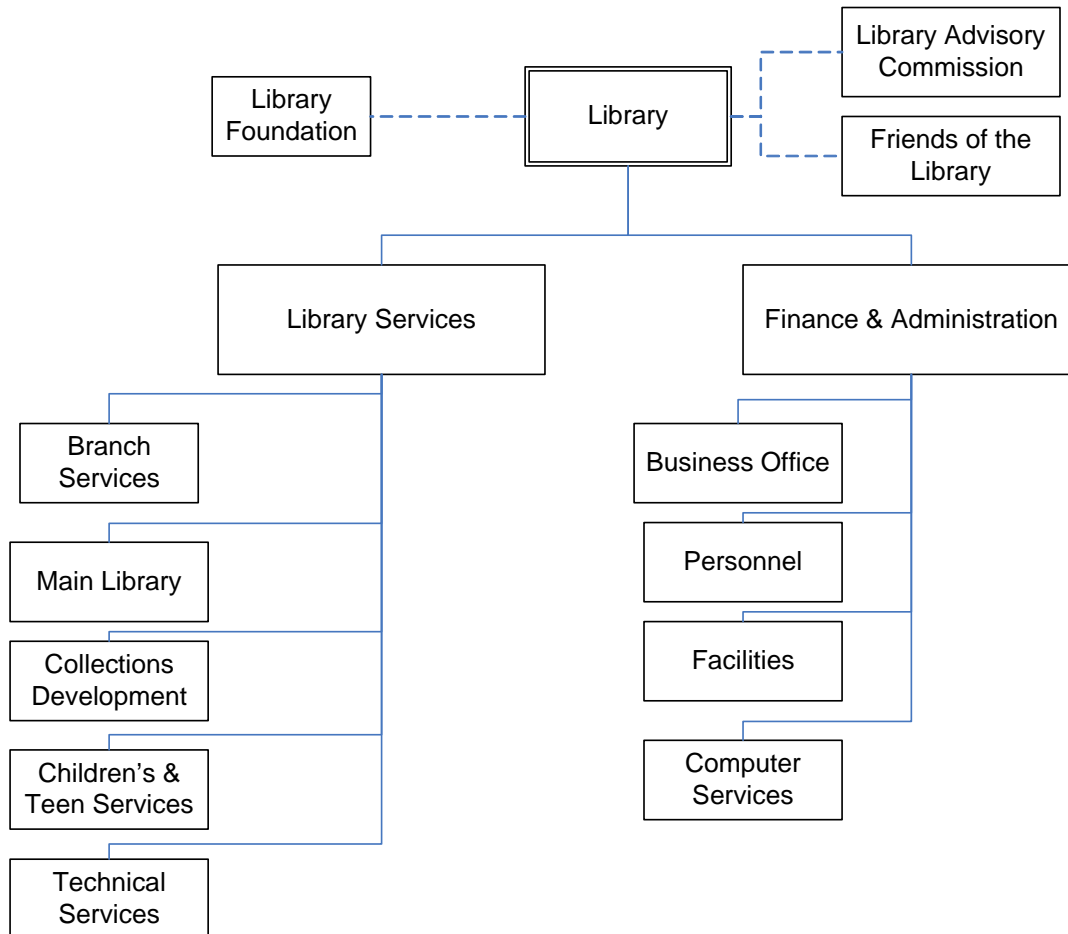 Library Advisory
Commission
Library
Foundation
Library
Friends of the
Library
Library Services
Finance & Administration
Branch
Services
Business Office
Main Library
Personnel
Collections
Development
Facilities
Children’s &
Teen Services
Computer
Services
Technical
Services